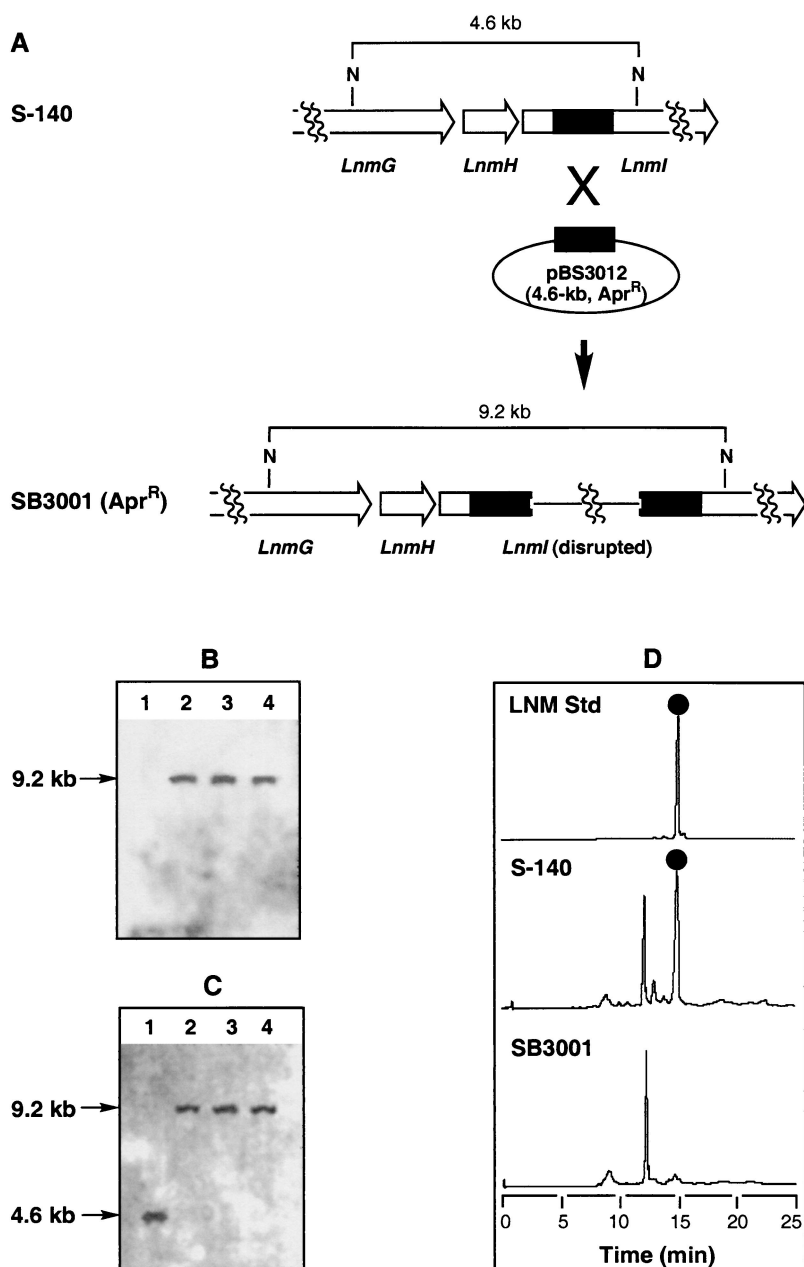 A
4.6 kb
N N
S-140
LnmG LnmH LnmI
X
pBS3012
(4.6-kb, Apr^R)
9.2 kb
N N
SB3001 (Apr^R)
LnmG LnmH LnmI (disrupted)
B
1 2 3 4
9.2 kb
C
1 2 3 4
9.2 kb
4.6 kb
D
LNM Std
S-140
SB3001
0 5 10 15 20 25
Time (min)